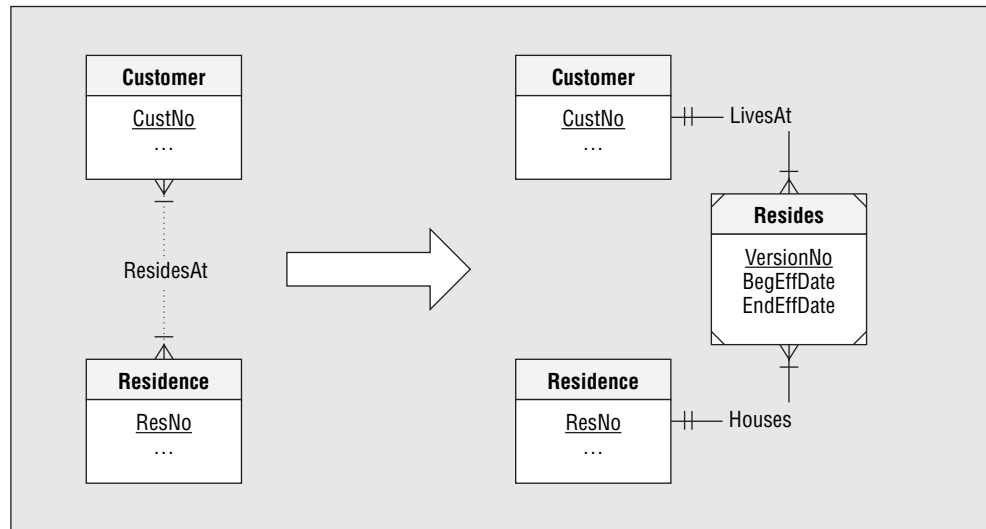 Customer
CustNo
...
ResidesAt
Residence
ResNo
...
Customer
CustNo
...
LivesAt
Resides
VersionNo
BegEffDate
EndEffDate
Residence
ResNo
...
Houses